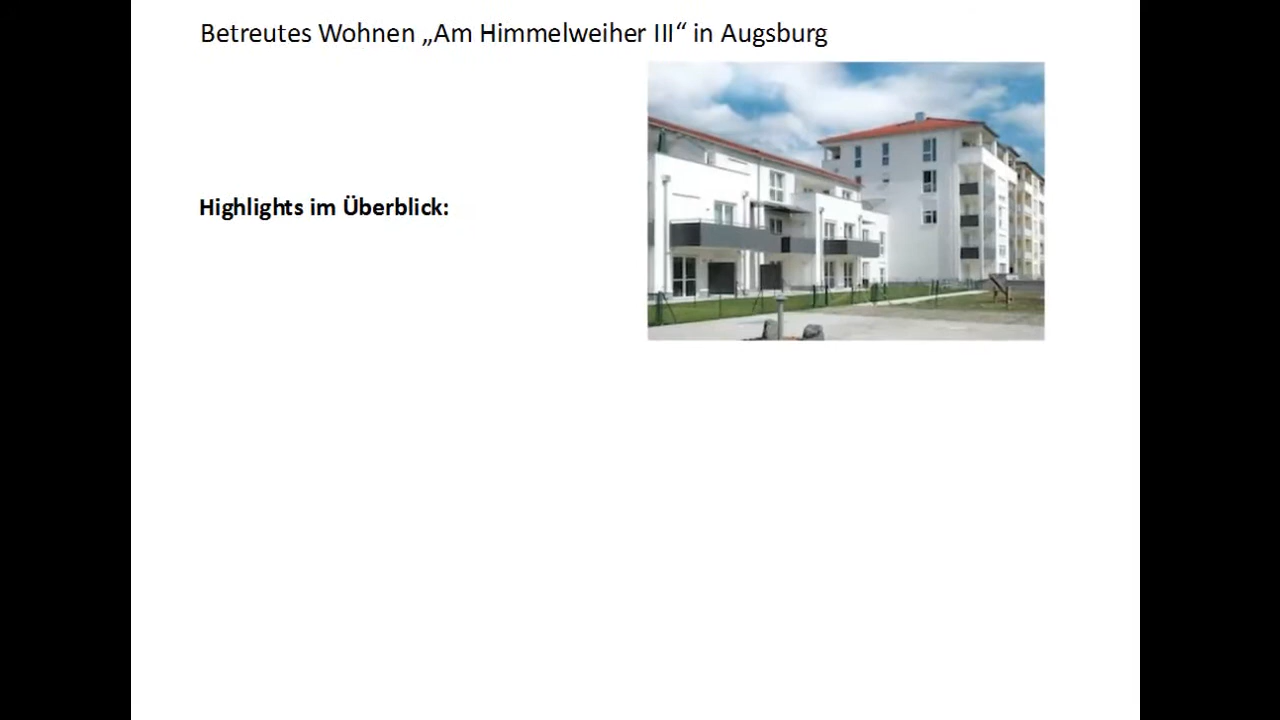 Betreutes Wohnen „Am Himmelweiher III“ in Augsburg
Highlights im Überblick: